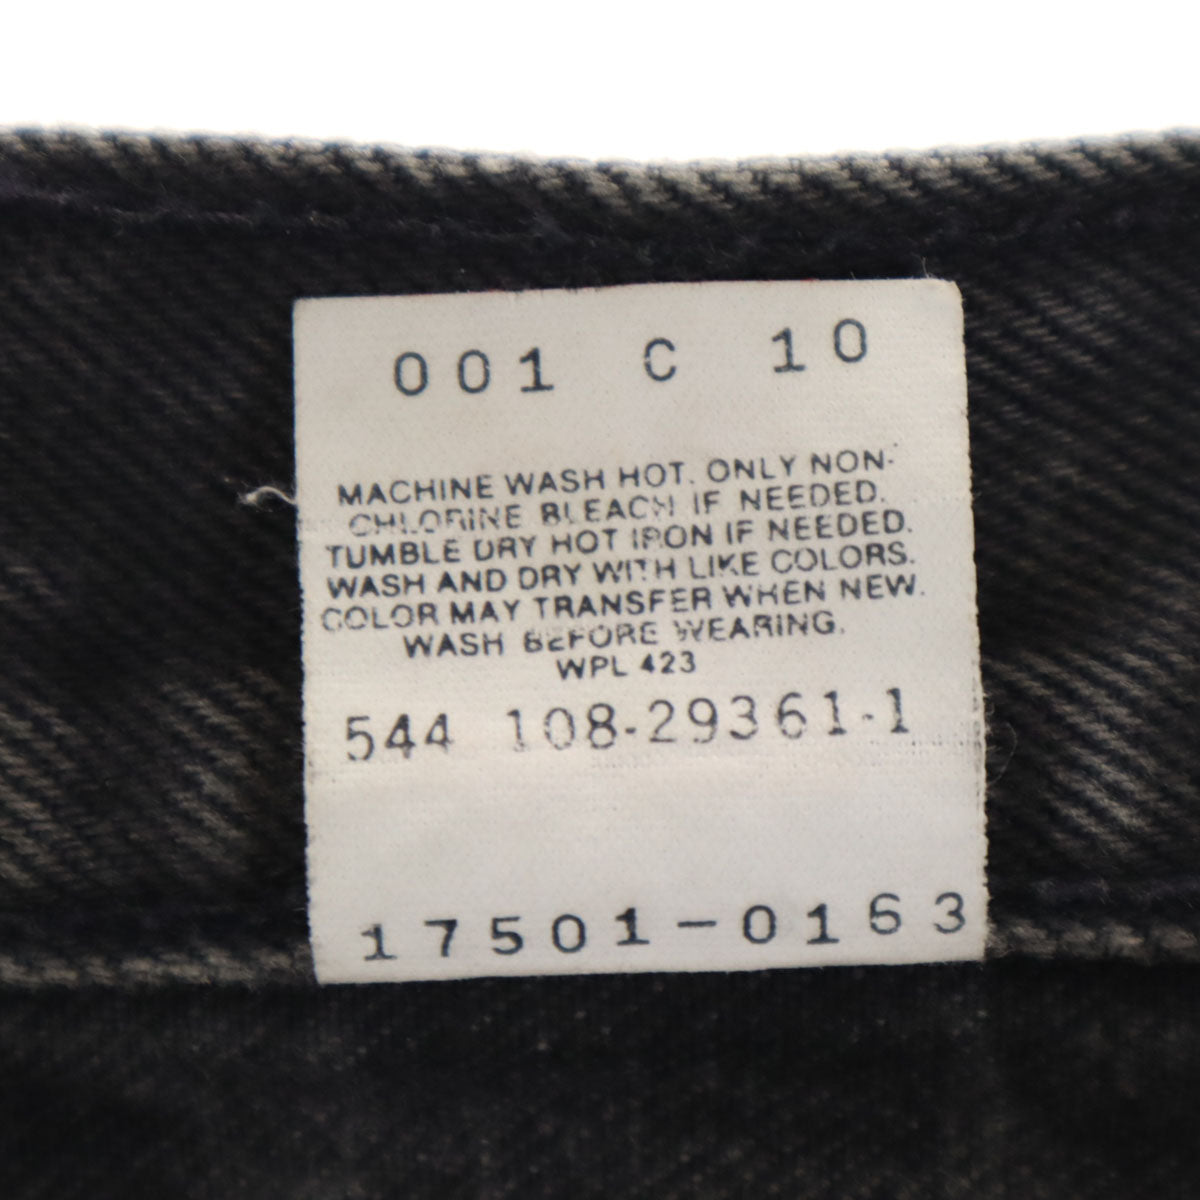 001 C 10
MACHINE WASH HOT. ONLY NON-
CHLORINE BLEACH IF NEEDED.
TUMBLE DRY HOT IRON IF NEEDED.
WASH AND DRY WITH LIKE COLORS.
COLOR MAY TRANSFER WHEN NEW.
WASH BEFORE WEARING.
WPL 423
544 108-29361-1
17501-0163